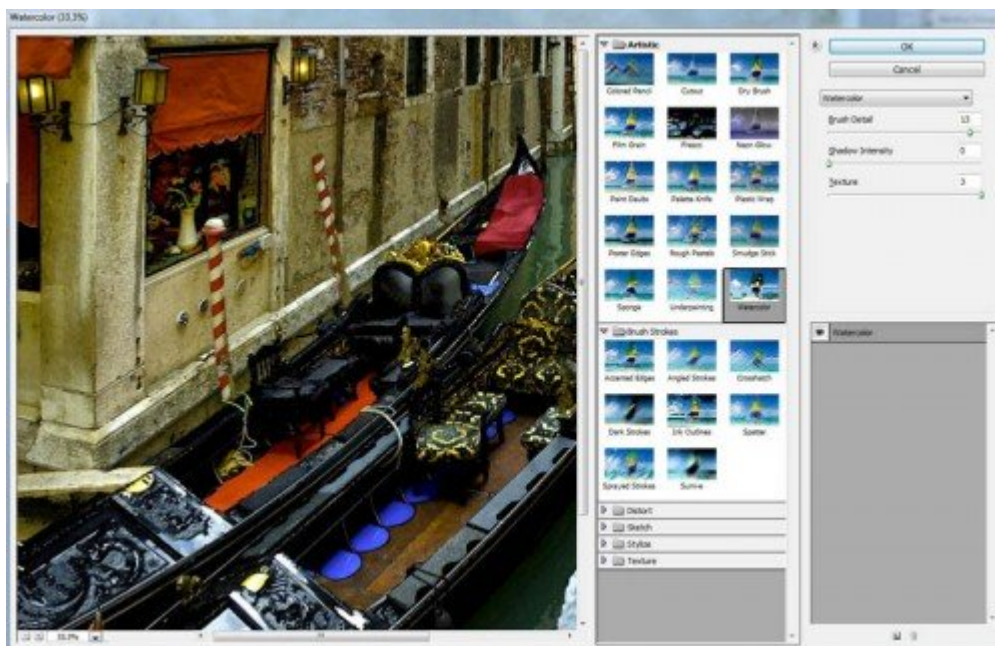 Watercolor (33,3%)
Artistic
Colored Pencil
Cutout
Dry Brush
Film Grain
Fresco
Neon Glow
Paint Daubs
Palette Knife
Plastic Wrap
Poster Edges
Rough Pastels
Smudge Stick
Sponge
Underpainting
Watercolor
Brush Strokes
Accented Edges
Angled Strokes
Crosshatch
Dark Strokes
Ink Outlines
Spatter
Sprayed Strokes
Sumi-e
Distort
Sketch
Stylize
Texture
33.3%
OK
Cancel
Watercolor
Brush Detail 13
Shadow Intensity 0
Texture 3
Watercolor